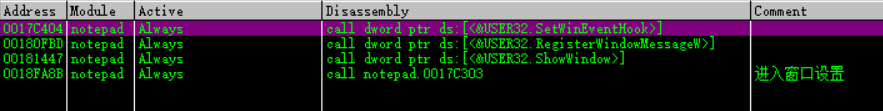 Address Module Active Disassembly Comment
0017C404 notepad Always call dword ptr ds:[<&USER32.SetWinEventHook>]
00180FBD notepad Always call dword ptr ds:[<&USER32.RegisterWindowMessageW>]
00181447 notepad Always call dword ptr ds:[<&USER32.ShowWindow>]
0018FA8B notepad Always call notepad.0017C303 进入窗口设置